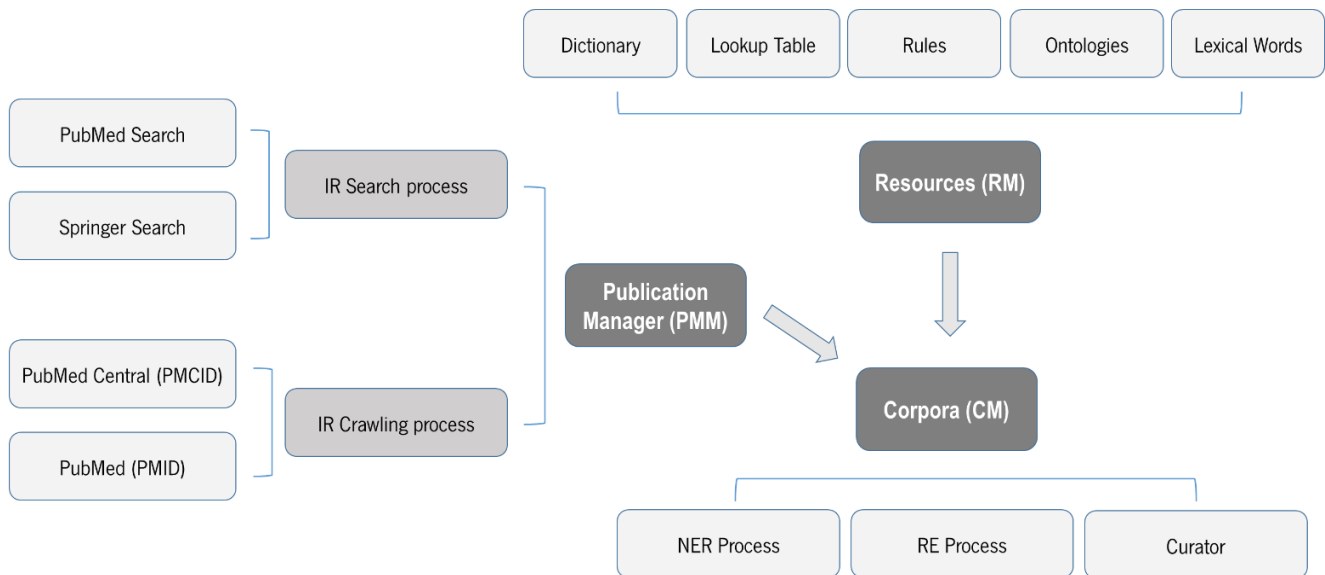 Dictionary
Lookup Table
Rules
Ontologies
Lexical Words
PubMed Search
IR Search process
Springer Search
Resources (RM)
Publication
Manager (PMM)
PubMed Central (PMCID)
IR Crawling process
PubMed (PMID)
Corpora (CM)
NER Process
RE Process
Curator